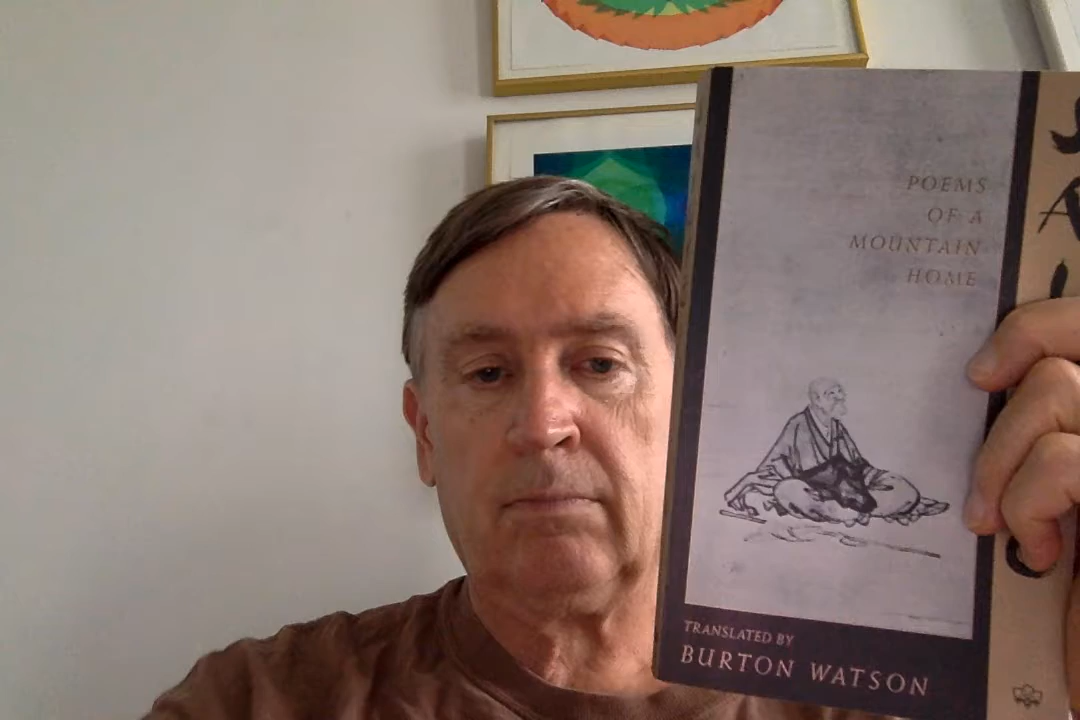 POEMS
OF A
MOUNTAIN
HOME
TRANSLATED BY
BURTON WATSON